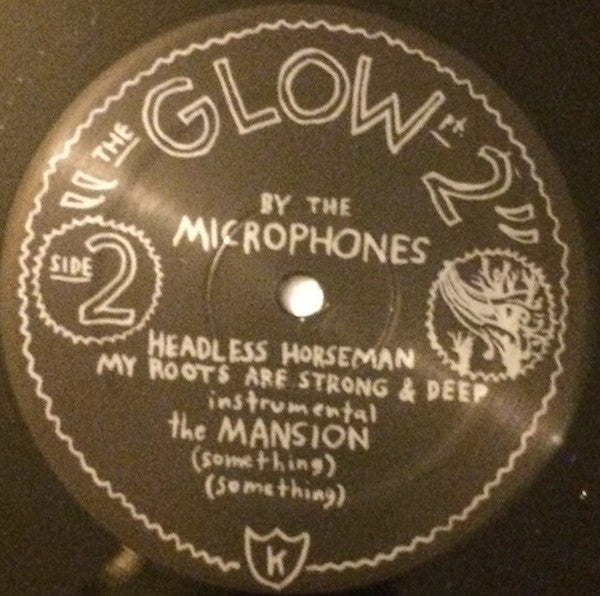 "THE GLOW pt. 2"
BY THE
MICROPHONES
SIDE 2
HEADLESS HORSEMAN
MY ROOTS ARE STRONG & DEEP
instrumental
the MANSION
(something)
(something)
K